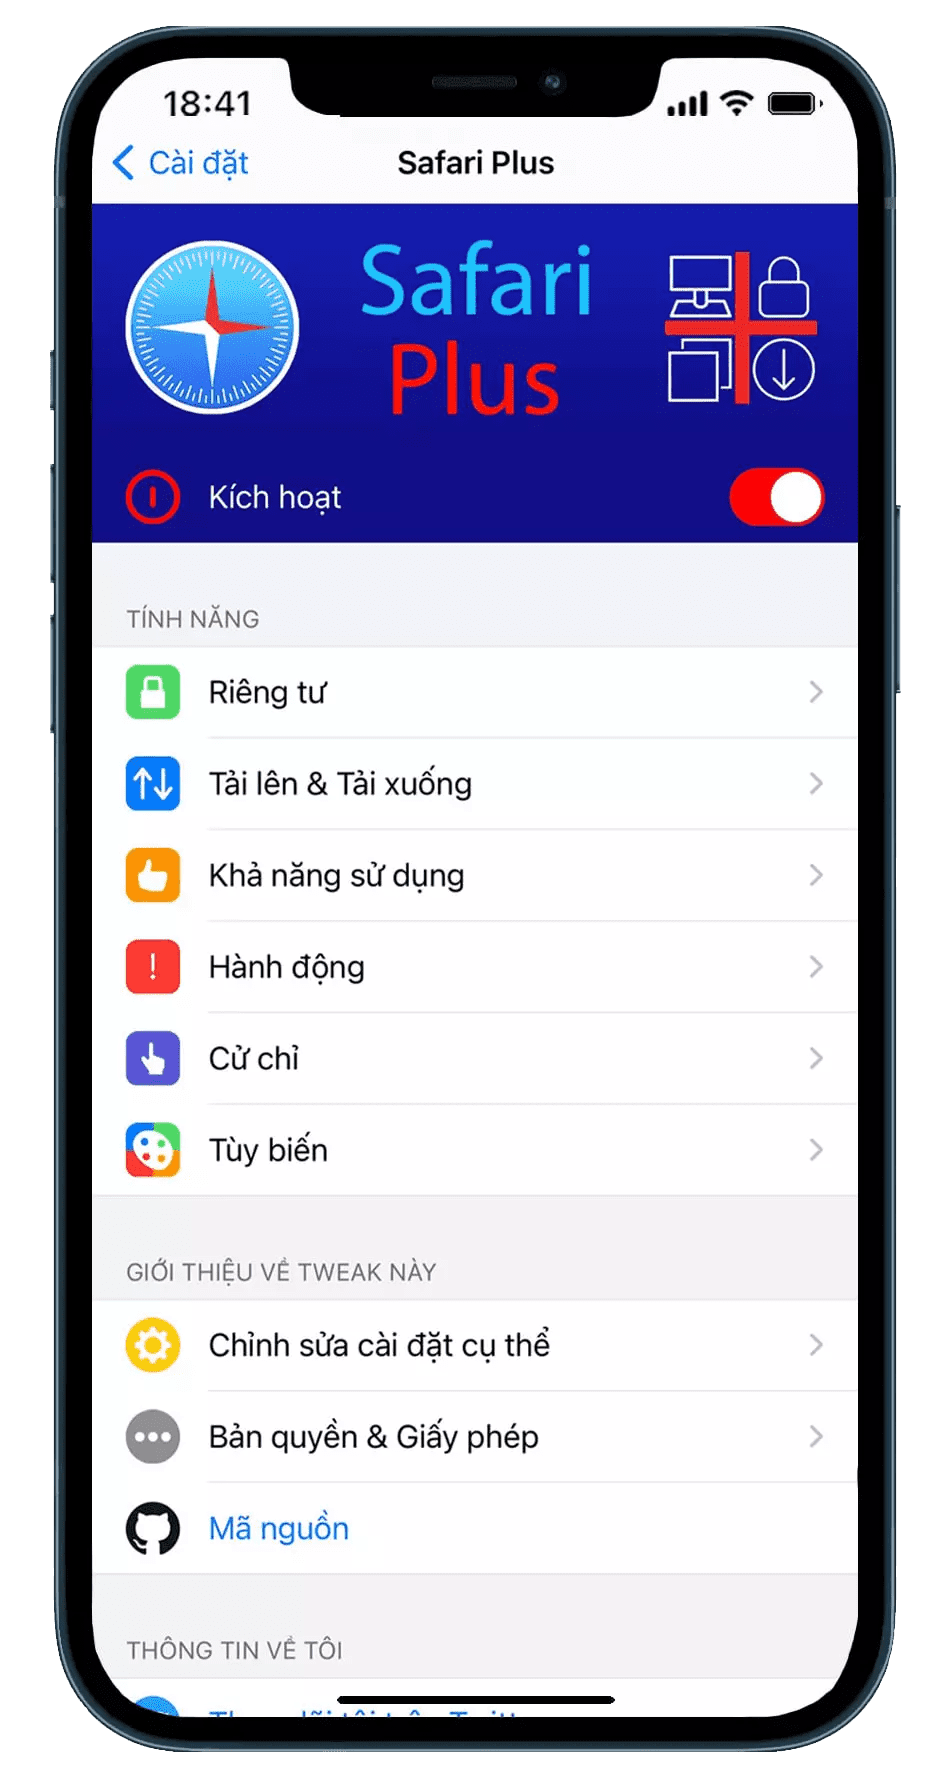 18:41
Cài đặt
Safari Plus
Safari
Plus
Kích hoạt
TÍNH NĂNG
Riêng tư
Tải lên & Tải xuống
Khả năng sử dụng
Hành động
Cử chỉ
Tùy biến
GIỚI THIỆU VỀ TWEAK NÀY
Chỉnh sửa cài đặt cụ thể
Bản quyền & Giấy phép
Mã nguồn
THÔNG TIN VỀ TÔI